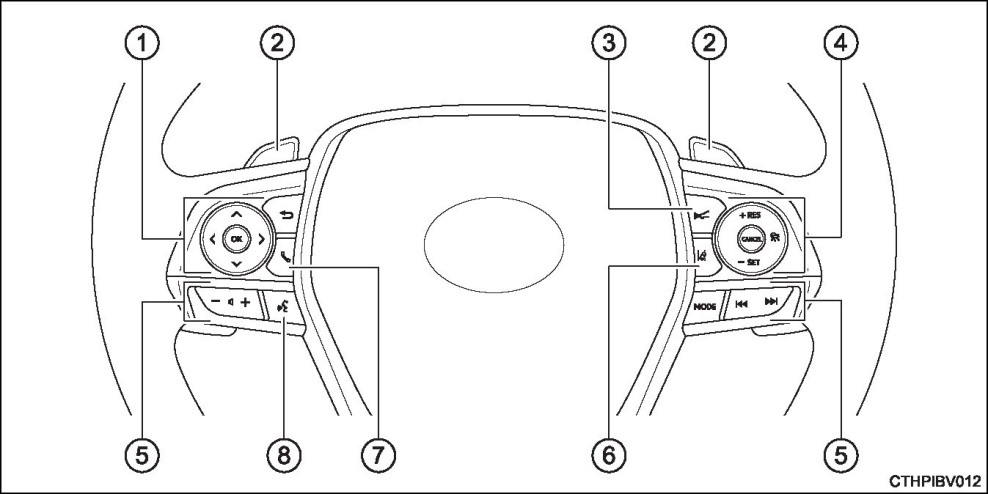 1 2 3 2 4
+RES
OK CANCEL
- SET
- + MODE
5 8 7 6 5
CTHPIBV012